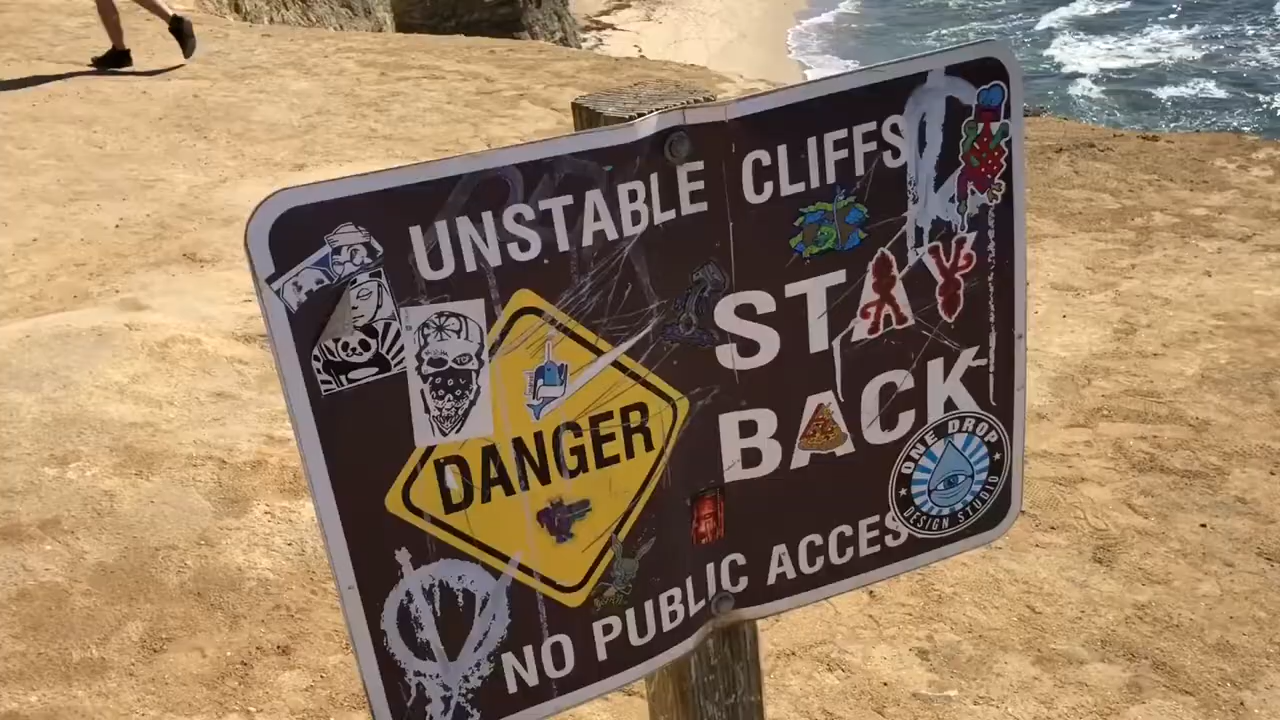 UNSTABLE CLIFFS
STAY
BACK
DANGER
NO PUBLIC ACCES
ONE DROP
DESIGN STUDIO